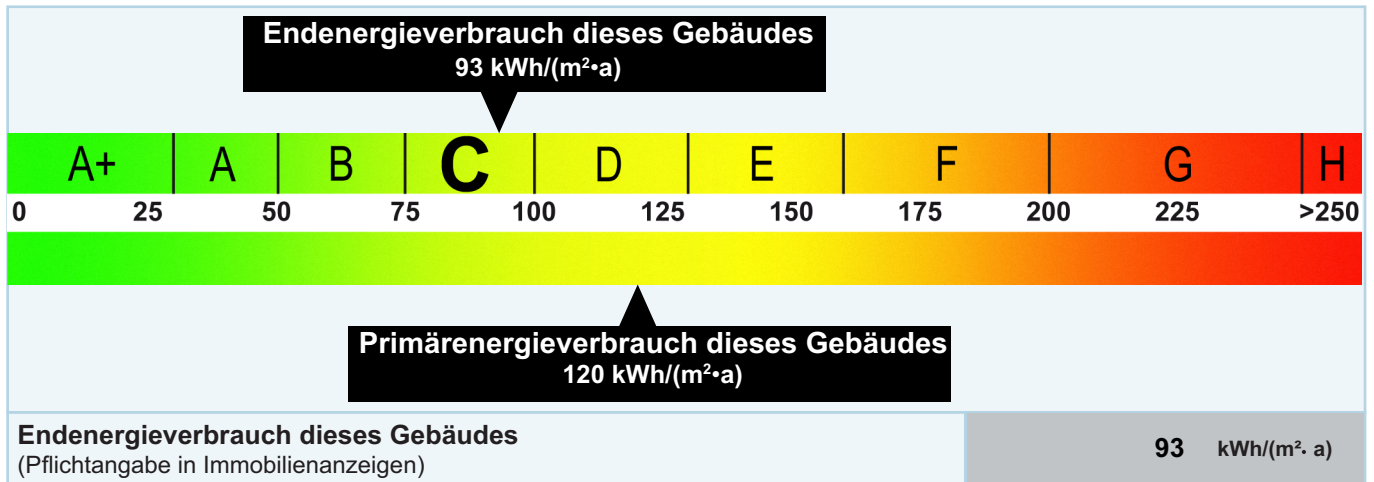 Endenergieverbrauch dieses Gebäudes
93 kWh/(m²•a)
A+ A B C D E F G H
0 25 50 75 100 125 150 175 200 225 >250
Primärenergieverbrauch dieses Gebäudes
120 kWh/(m²•a)
Endenergieverbrauch dieses Gebäudes
(Pflichtangabe in Immobilienanzeigen)
93 kWh/(m²· a)